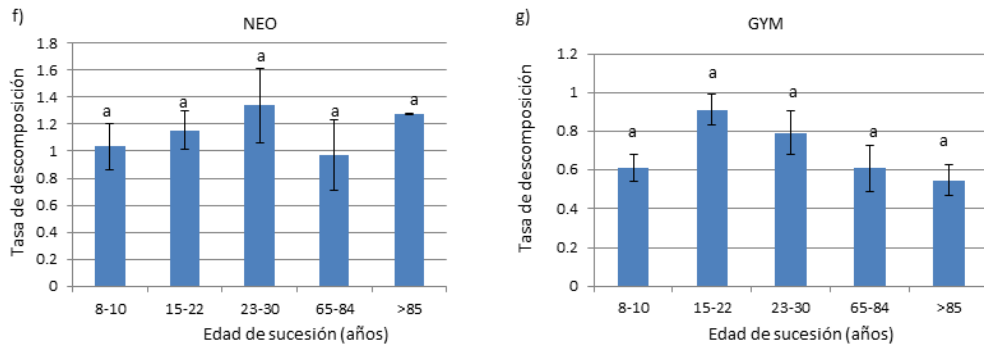 f)
NEO
Tasa de descomposición
1.8
1.6
1.4
1.2
1
0.8
0.6
0.4
0.2
0
a
a
a
a
a
8-10
15-22
23-30
65-84
>85
Edad de sucesión (años)
g)
GYM
Tasa de descomposición
1.2
1
0.8
0.6
0.4
0.2
0
a
a
a
a
a
8-10
15-22
23-30
65-84
>85
Edad de sucesión (años)